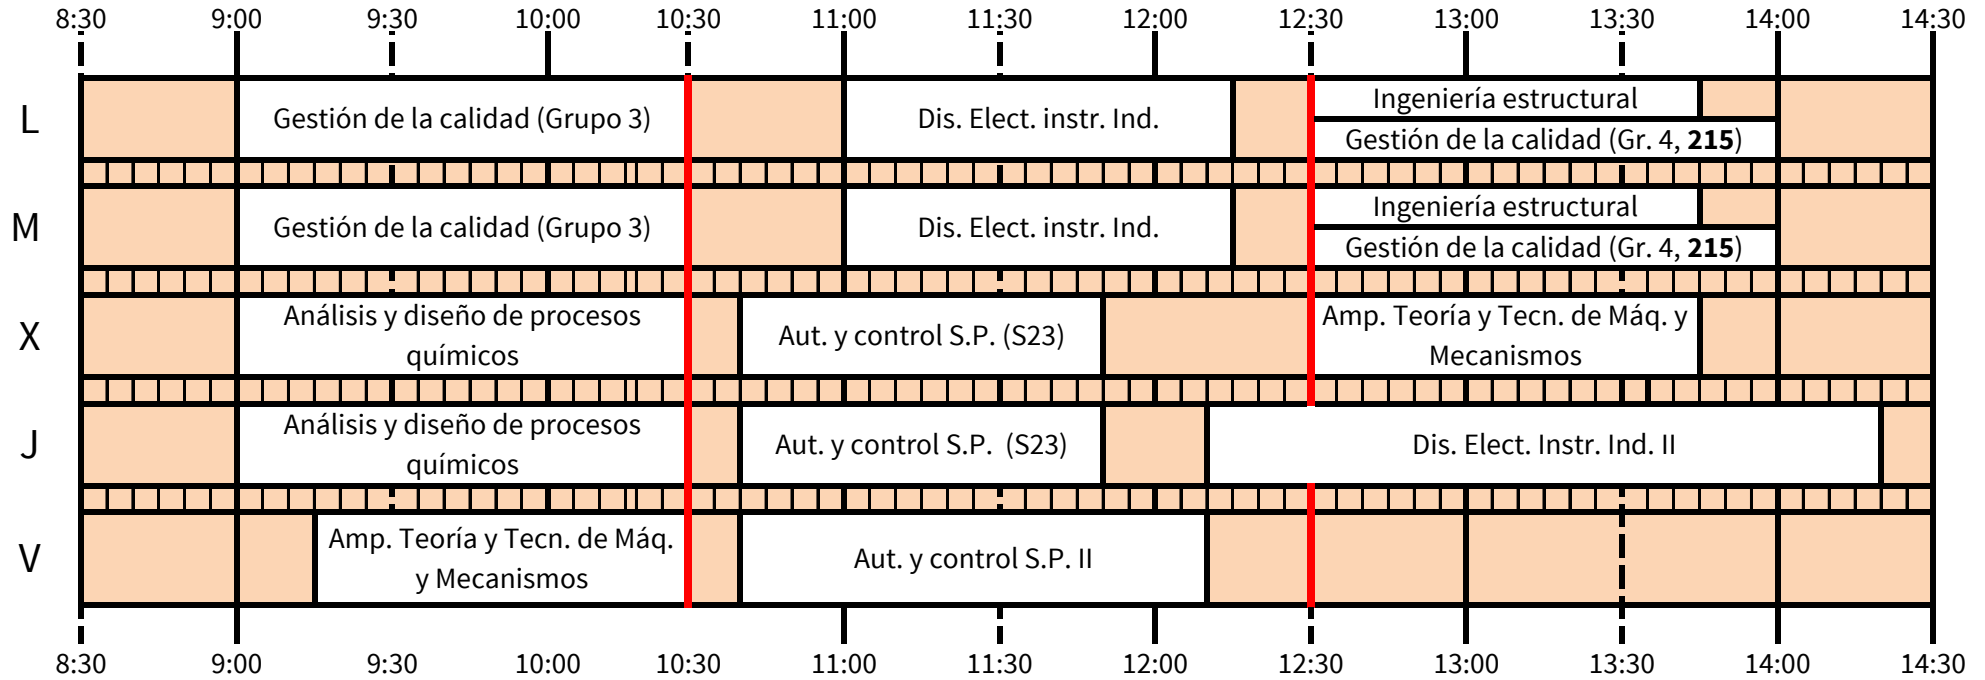 8:30 9:00 9:30 10:00 10:30 11:00 11:30 12:00 12:30 13:00 13:30 14:00 14:30
L
Gestión de la calidad (Grupo 3)
Dis. Elect. instr. Ind.
Ingeniería estructural
Gestión de la calidad (Gr. 4, 215)
M
Gestión de la calidad (Grupo 3)
Dis. Elect. instr. Ind.
Ingeniería estructural
Gestión de la calidad (Gr. 4, 215)
X
Análisis y diseño de procesos
químicos
Aut. y control S.P. (S23)
Amp. Teoría y Tecn. de Máq. y
Mecanismos
J
Análisis y diseño de procesos
químicos
Aut. y control S.P. (S23)
Dis. Elect. Instr. Ind. II
V
Amp. Teoría y Tecn. de Máq.
y Mecanismos
Aut. y control S.P. II
8:30 9:00 9:30 10:00 10:30 11:00 11:30 12:00 12:30 13:00 13:30 14:00 14:30